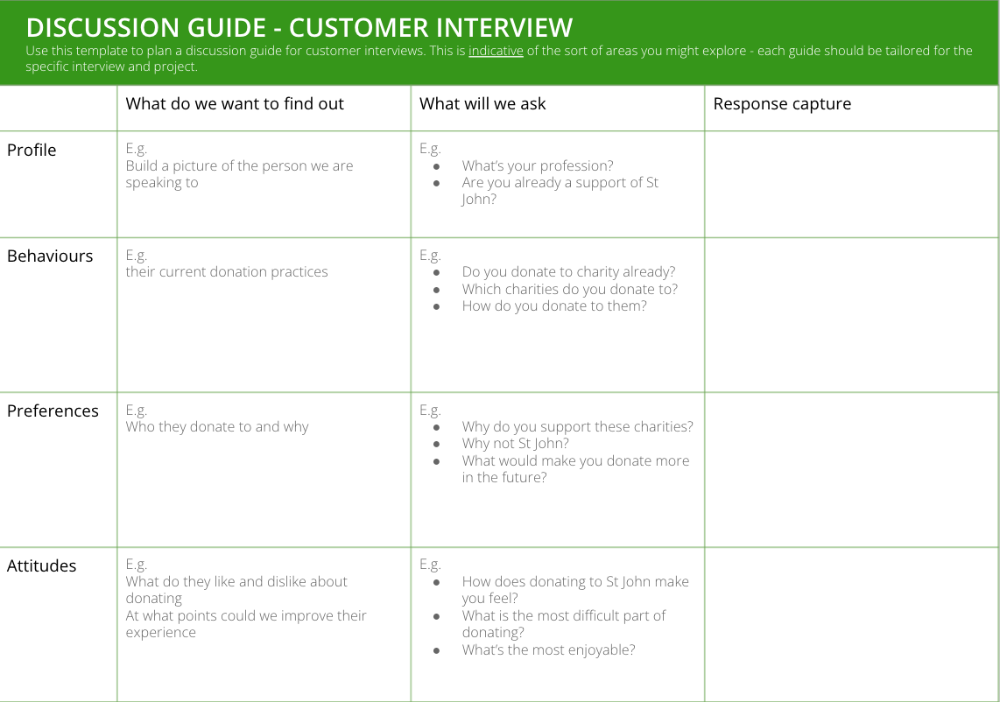 DISCUSSION GUIDE - CUSTOMER INTERVIEW
Use this template to plan a discussion guide for customer interviews. This is indicative of the sort of areas you might explore - each guide should be tailored for the
specific interview and project.
What do we want to find out
What will we ask
Response capture
Profile
E.g.
Build a picture of the person we are
speaking to
E.g.
● What’s your profession?
● Are you already a support of St
John?
Behaviours
E.g.
their current donation practices
E.g.
● Do you donate to charity already?
● Which charities do you donate to?
● How do you donate to them?
Preferences
E.g.
Who they donate to and why
E.g.
● Why do you support these charities?
● Why not St John?
● What would make you donate more
in the future?
Attitudes
E.g.
What do they like and dislike about
donating
At what points could we improve their
experience
E.g.
● How does donating to St John make
you feel?
● What is the most difficult part of
donating?
● What’s the most enjoyable?